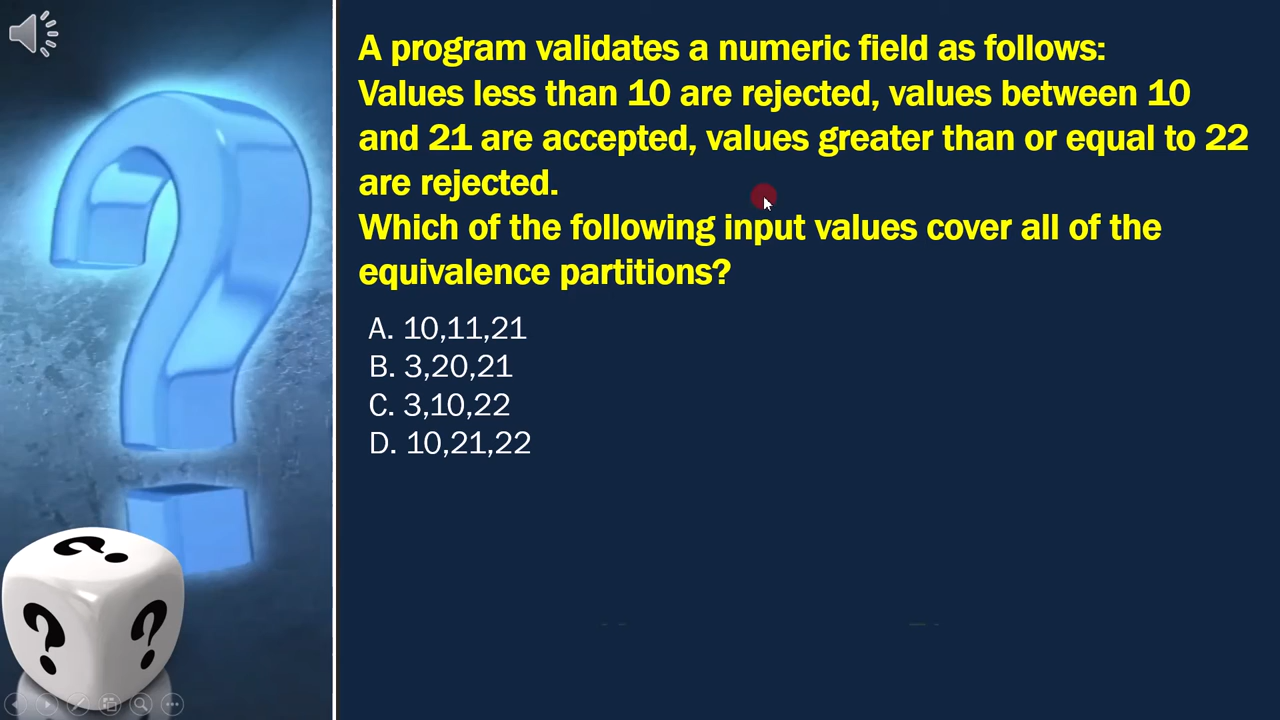 A program validates a numeric field as follows:
Values less than 10 are rejected, values between 10
and 21 are accepted, values greater than or equal to 22
are rejected.
Which of the following input values cover all of the
equivalence partitions?
A. 10,11,21
B. 3,20,21
C. 3,10,22
D. 10,21,22